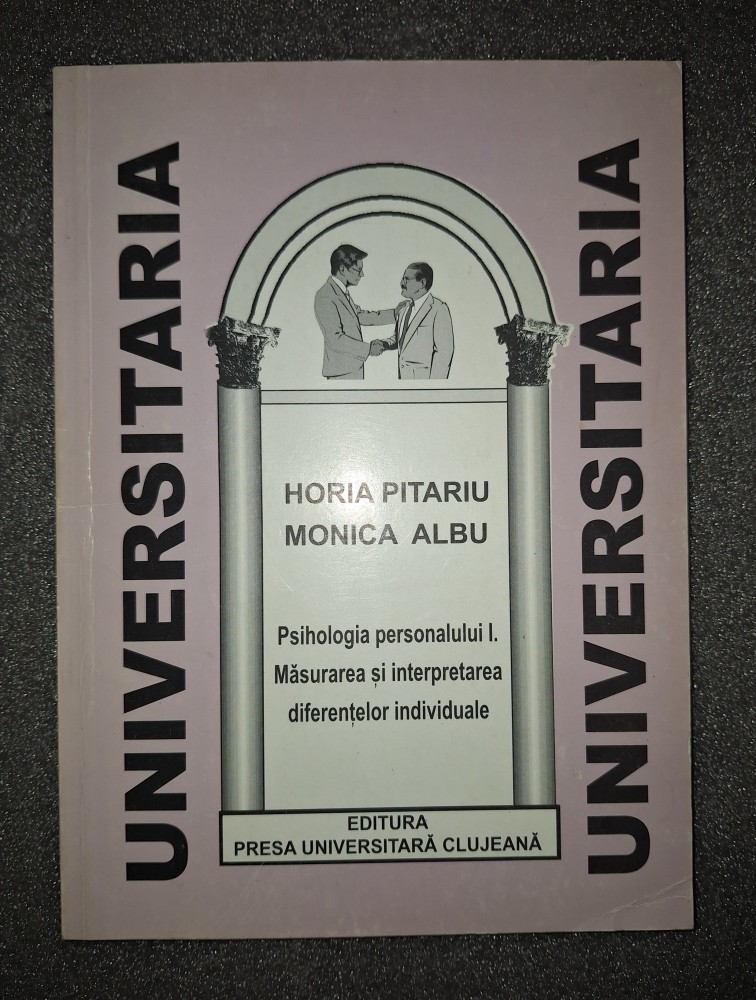 UNIVERSITARIA
HORIA PITARIU
MONICA ALBU
Psihologia personalului I.
Măsurarea și interpretarea
diferențelor individuale
EDITURA
PRESA UNIVERSITARĂ CLUJEANĂ
UNIVERSITARIA